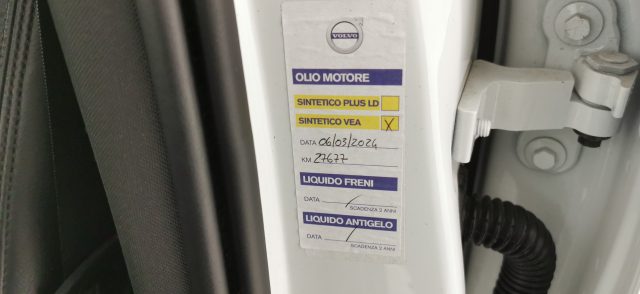 VOLVO
OLIO MOTORE
SINTETICO PLUS LD
SINTETICO VEA X
DATA 06/03/2024
KM 27677
LIQUIDO FRENI
DATA /
SCADENZA 2 ANNI
LIQUIDO ANTIGELO
DATA /
SCADENZA 2 ANNI